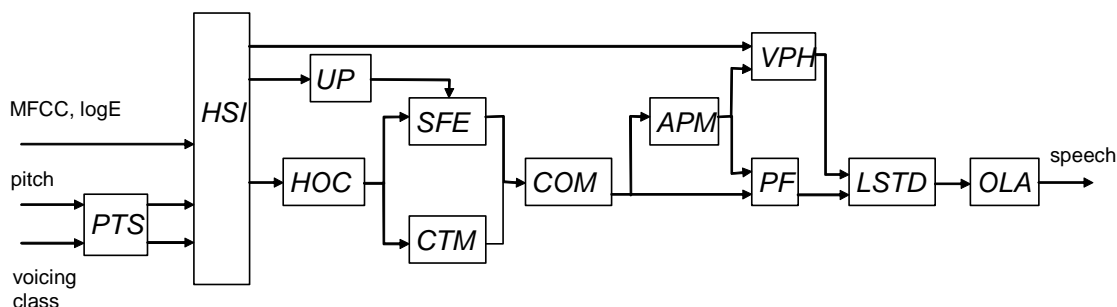 VPH
UP
HSI
MFCC, logE
SFE
APM
speech
pitch
HOC
COM
PF
LSTD
OLA
PTS
CTM
voicing
class